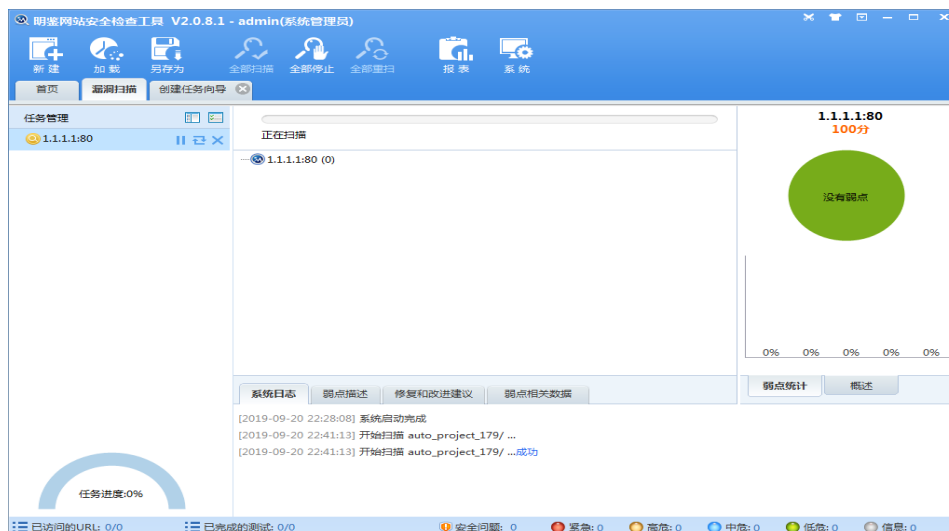 明鉴网站安全检查工具 V2.0.8.1 - admin(系统管理员)
新建 加载 另存为 全部扫描 全部停止 全部重扫 报表 系统
首页 漏洞扫描 创建任务向导
任务管理
1.1.1.1:80
正在扫描
1.1.1.1:80 (0)
1.1.1.1:80
100分
没有弱点
0% 0% 0% 0% 0%
弱点统计 概述
系统日志 弱点描述 修复和改进建议 弱点相关数据
[2019-09-20 22:28:08] 系统启动完成
[2019-09-20 22:41:13] 开始扫描 auto_project_179/ ...
[2019-09-20 22:41:13] 开始扫描 auto_project_179/ ...成功
任务进度:0%
已访问的URL: 0/0 已完成的测试: 0/0 安全问题: 0 紧急: 0 高危: 0 中危: 0 低危: 0 信息: 0